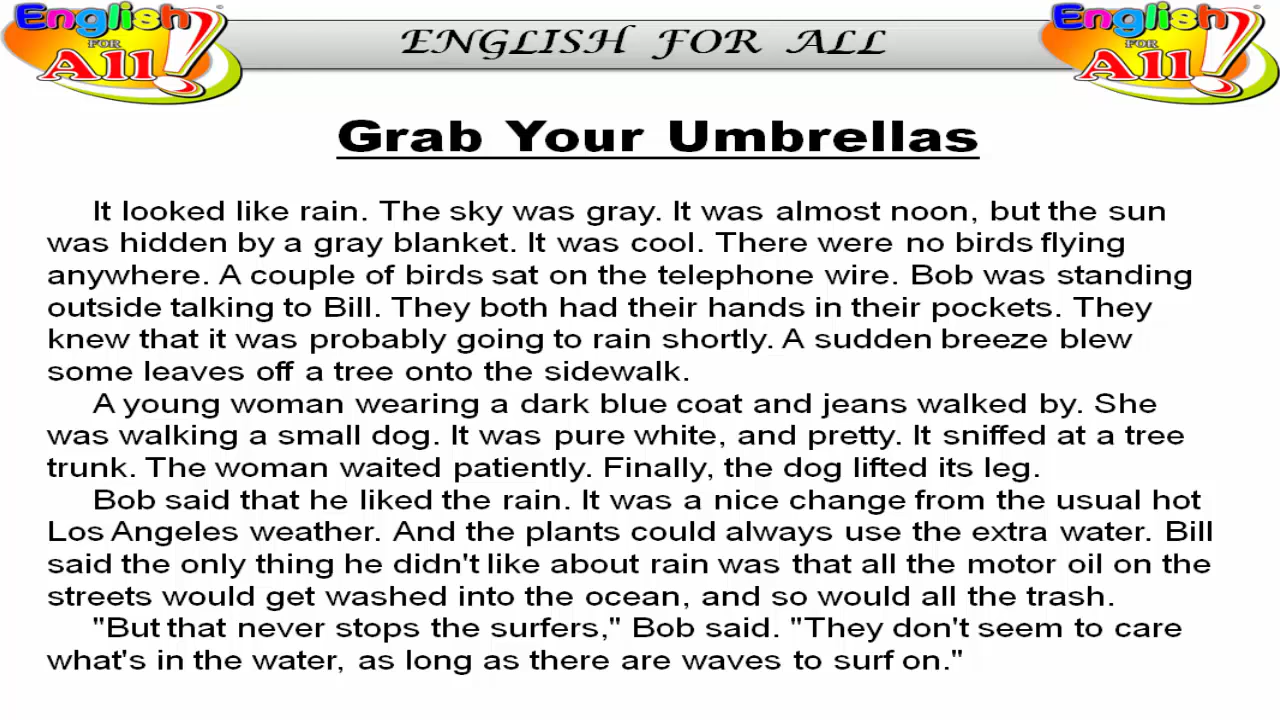 English FOR All!
ENGLISH FOR ALL
English FOR All!
Grab Your Umbrellas
It looked like rain. The sky was gray. It was almost noon, but the sun
was hidden by a gray blanket. It was cool. There were no birds flying
anywhere. A couple of birds sat on the telephone wire. Bob was standing
outside talking to Bill. They both had their hands in their pockets. They
knew that it was probably going to rain shortly. A sudden breeze blew
some leaves off a tree onto the sidewalk.
A young woman wearing a dark blue coat and jeans walked by. She
was walking a small dog. It was pure white, and pretty. It sniffed at a tree
trunk. The woman waited patiently. Finally, the dog lifted its leg.
Bob said that he liked the rain. It was a nice change from the usual hot
Los Angeles weather. And the plants could always use the extra water. Bill
said the only thing he didn't like about rain was that all the motor oil on the
streets would get washed into the ocean, and so would all the trash.
"But that never stops the surfers," Bob said. "They don't seem to care
what's in the water, as long as there are waves to surf on."